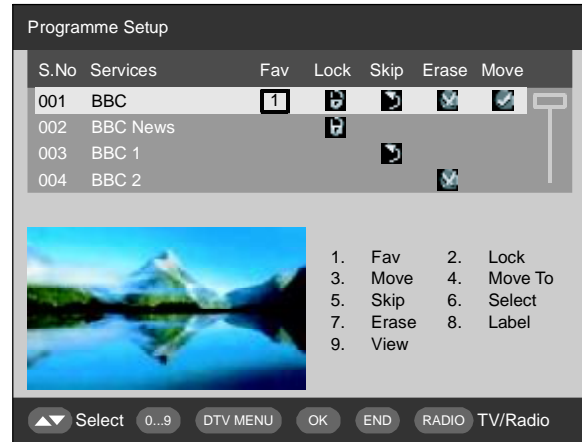 Programme Setup
S.No Services Fav Lock Skip Erase Move
001 BBC 1
002 BBC News
003 BBC 1
004 BBC 2
1. Fav 2. Lock
3. Move 4. Move To
5. Skip 6. Select
7. Erase 8. Label
9. View
Select 0...9 DTV MENU OK END RADIO TV/Radio